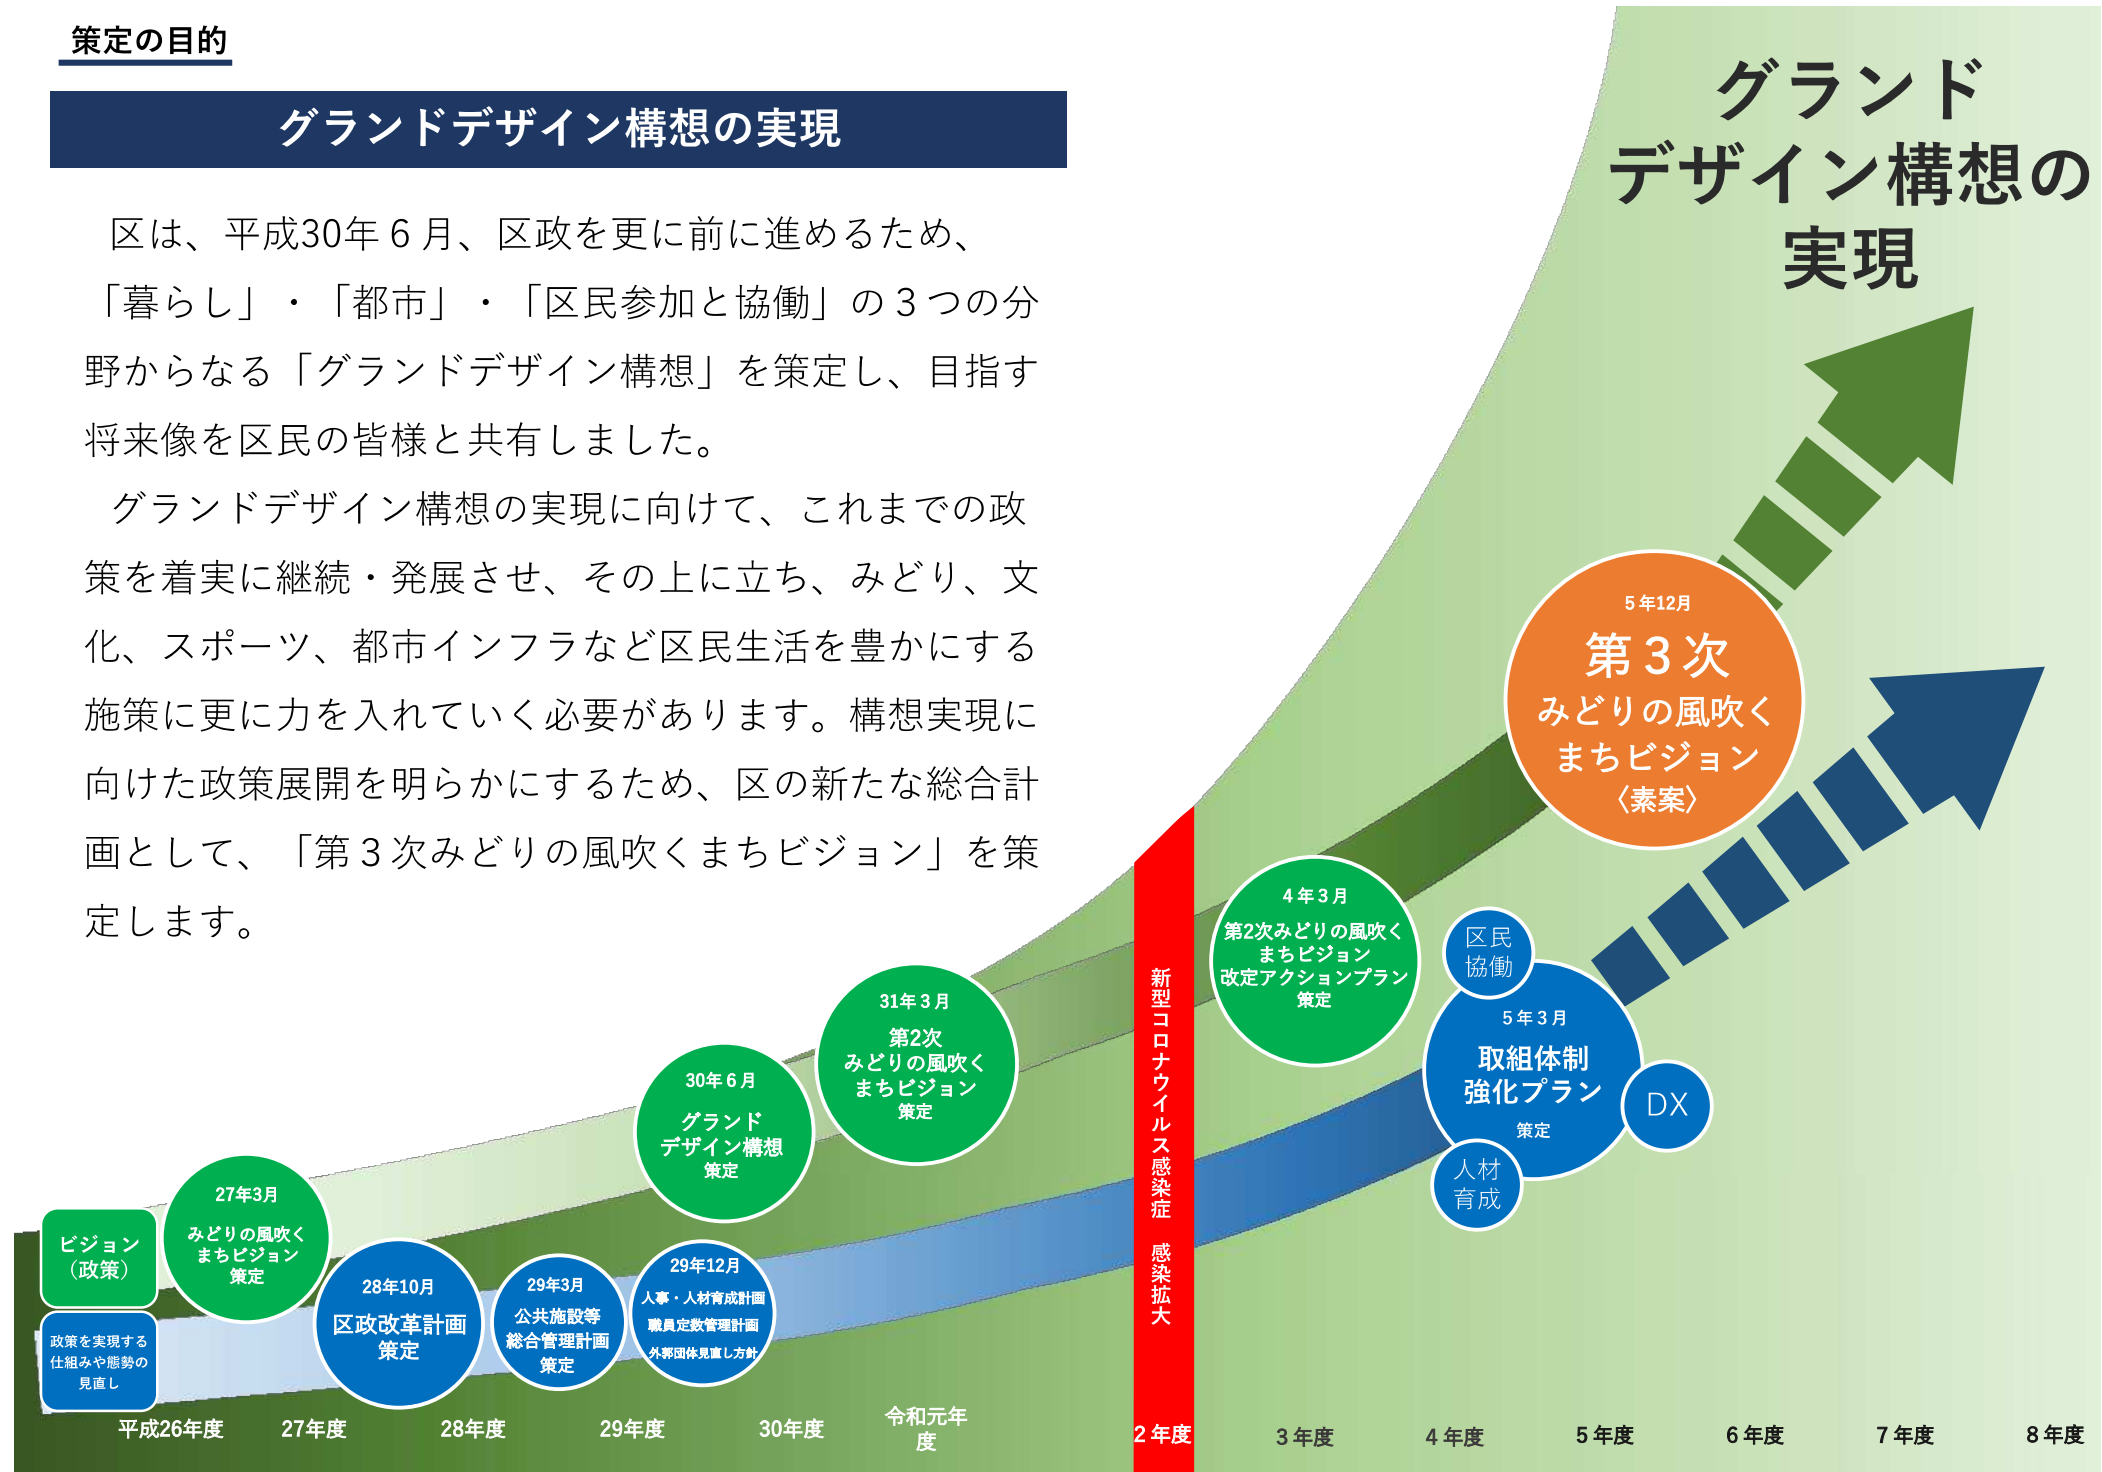 策定の目的
グランドデザイン構想の実現
区は、平成30年６月、区政を更に前に進めるため、
「暮らし」・「都市」・「区民参加と協働」の３つの分
野からなる「グランドデザイン構想」を策定し、目指す
将来像を区民の皆様と共有しました。
グランドデザイン構想の実現に向けて、これまでの政
策を着実に継続・発展させ、その上に立ち、みどり、文
化、スポーツ、都市インフラなど区民生活を豊かにする
施策に更に力を入れていく必要があります。構想実現に
向けた政策展開を明らかにするため、区の新たな総合計
画として、「第３次みどりの風吹くまちビジョン」を策
定します。
グランド
デザイン構想の
実現
５年12月
第３次
みどりの風吹く
まちビジョン
〈素案〉
４年３月
第2次みどりの風吹く
まちビジョン
改定アクションプラン
策定
31年３月
第2次
みどりの風吹く
まちビジョン
策定
30年６月
グランド
デザイン構想
策定
27年3月
みどりの風吹く
まちビジョン
策定
ビジョン
（政策）
政策を実現する
仕組みや態勢の
見直し
28年10月
区政改革計画
策定
29年3月
公共施設等
総合管理計画
策定
29年12月
人事・人材育成計画
職員定数管理計画
外郭団体見直し方針
新型コロナウイルス感染症　感染拡大
区民
協働
５年３月
取組体制
強化プラン
策定
DX
人材
育成
平成26年度
27年度
28年度
29年度
30年度
令和元年
度
２年度
３年度
４年度
５年度
６年度
７年度
８年度